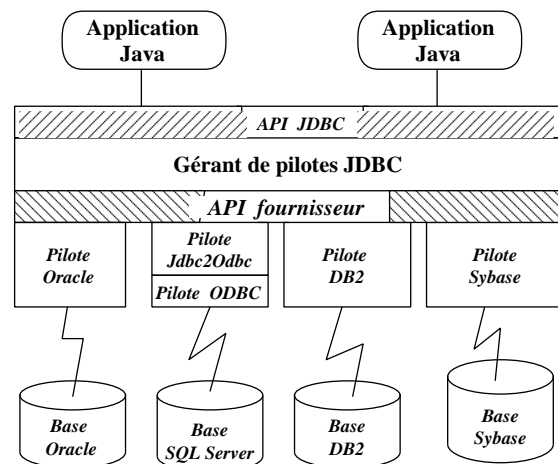 Application
Java
Application
Java
API JDBC
Gérant de pilotes JDBC
API fournisseur
Pilote
Oracle
Pilote
Jdbc2Odbc
Pilote ODBC
Pilote
DB2
Pilote
Sybase
Base
Oracle
Base
SQL Server
Base
DB2
Base
Sybase